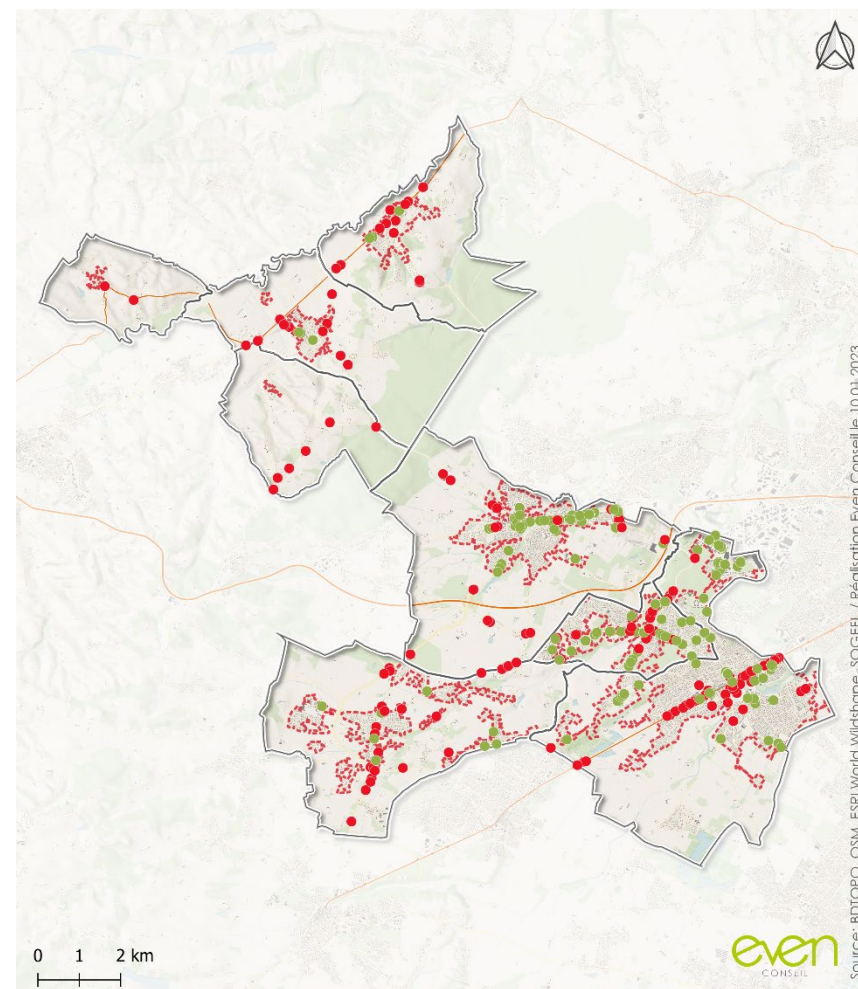 0 1 2 km
even
CONSEIL
Source: BDTOPO, OSM, ESRI World Wildshape, SOGEFI / Réalisation Even Conseil le 10.01.2023